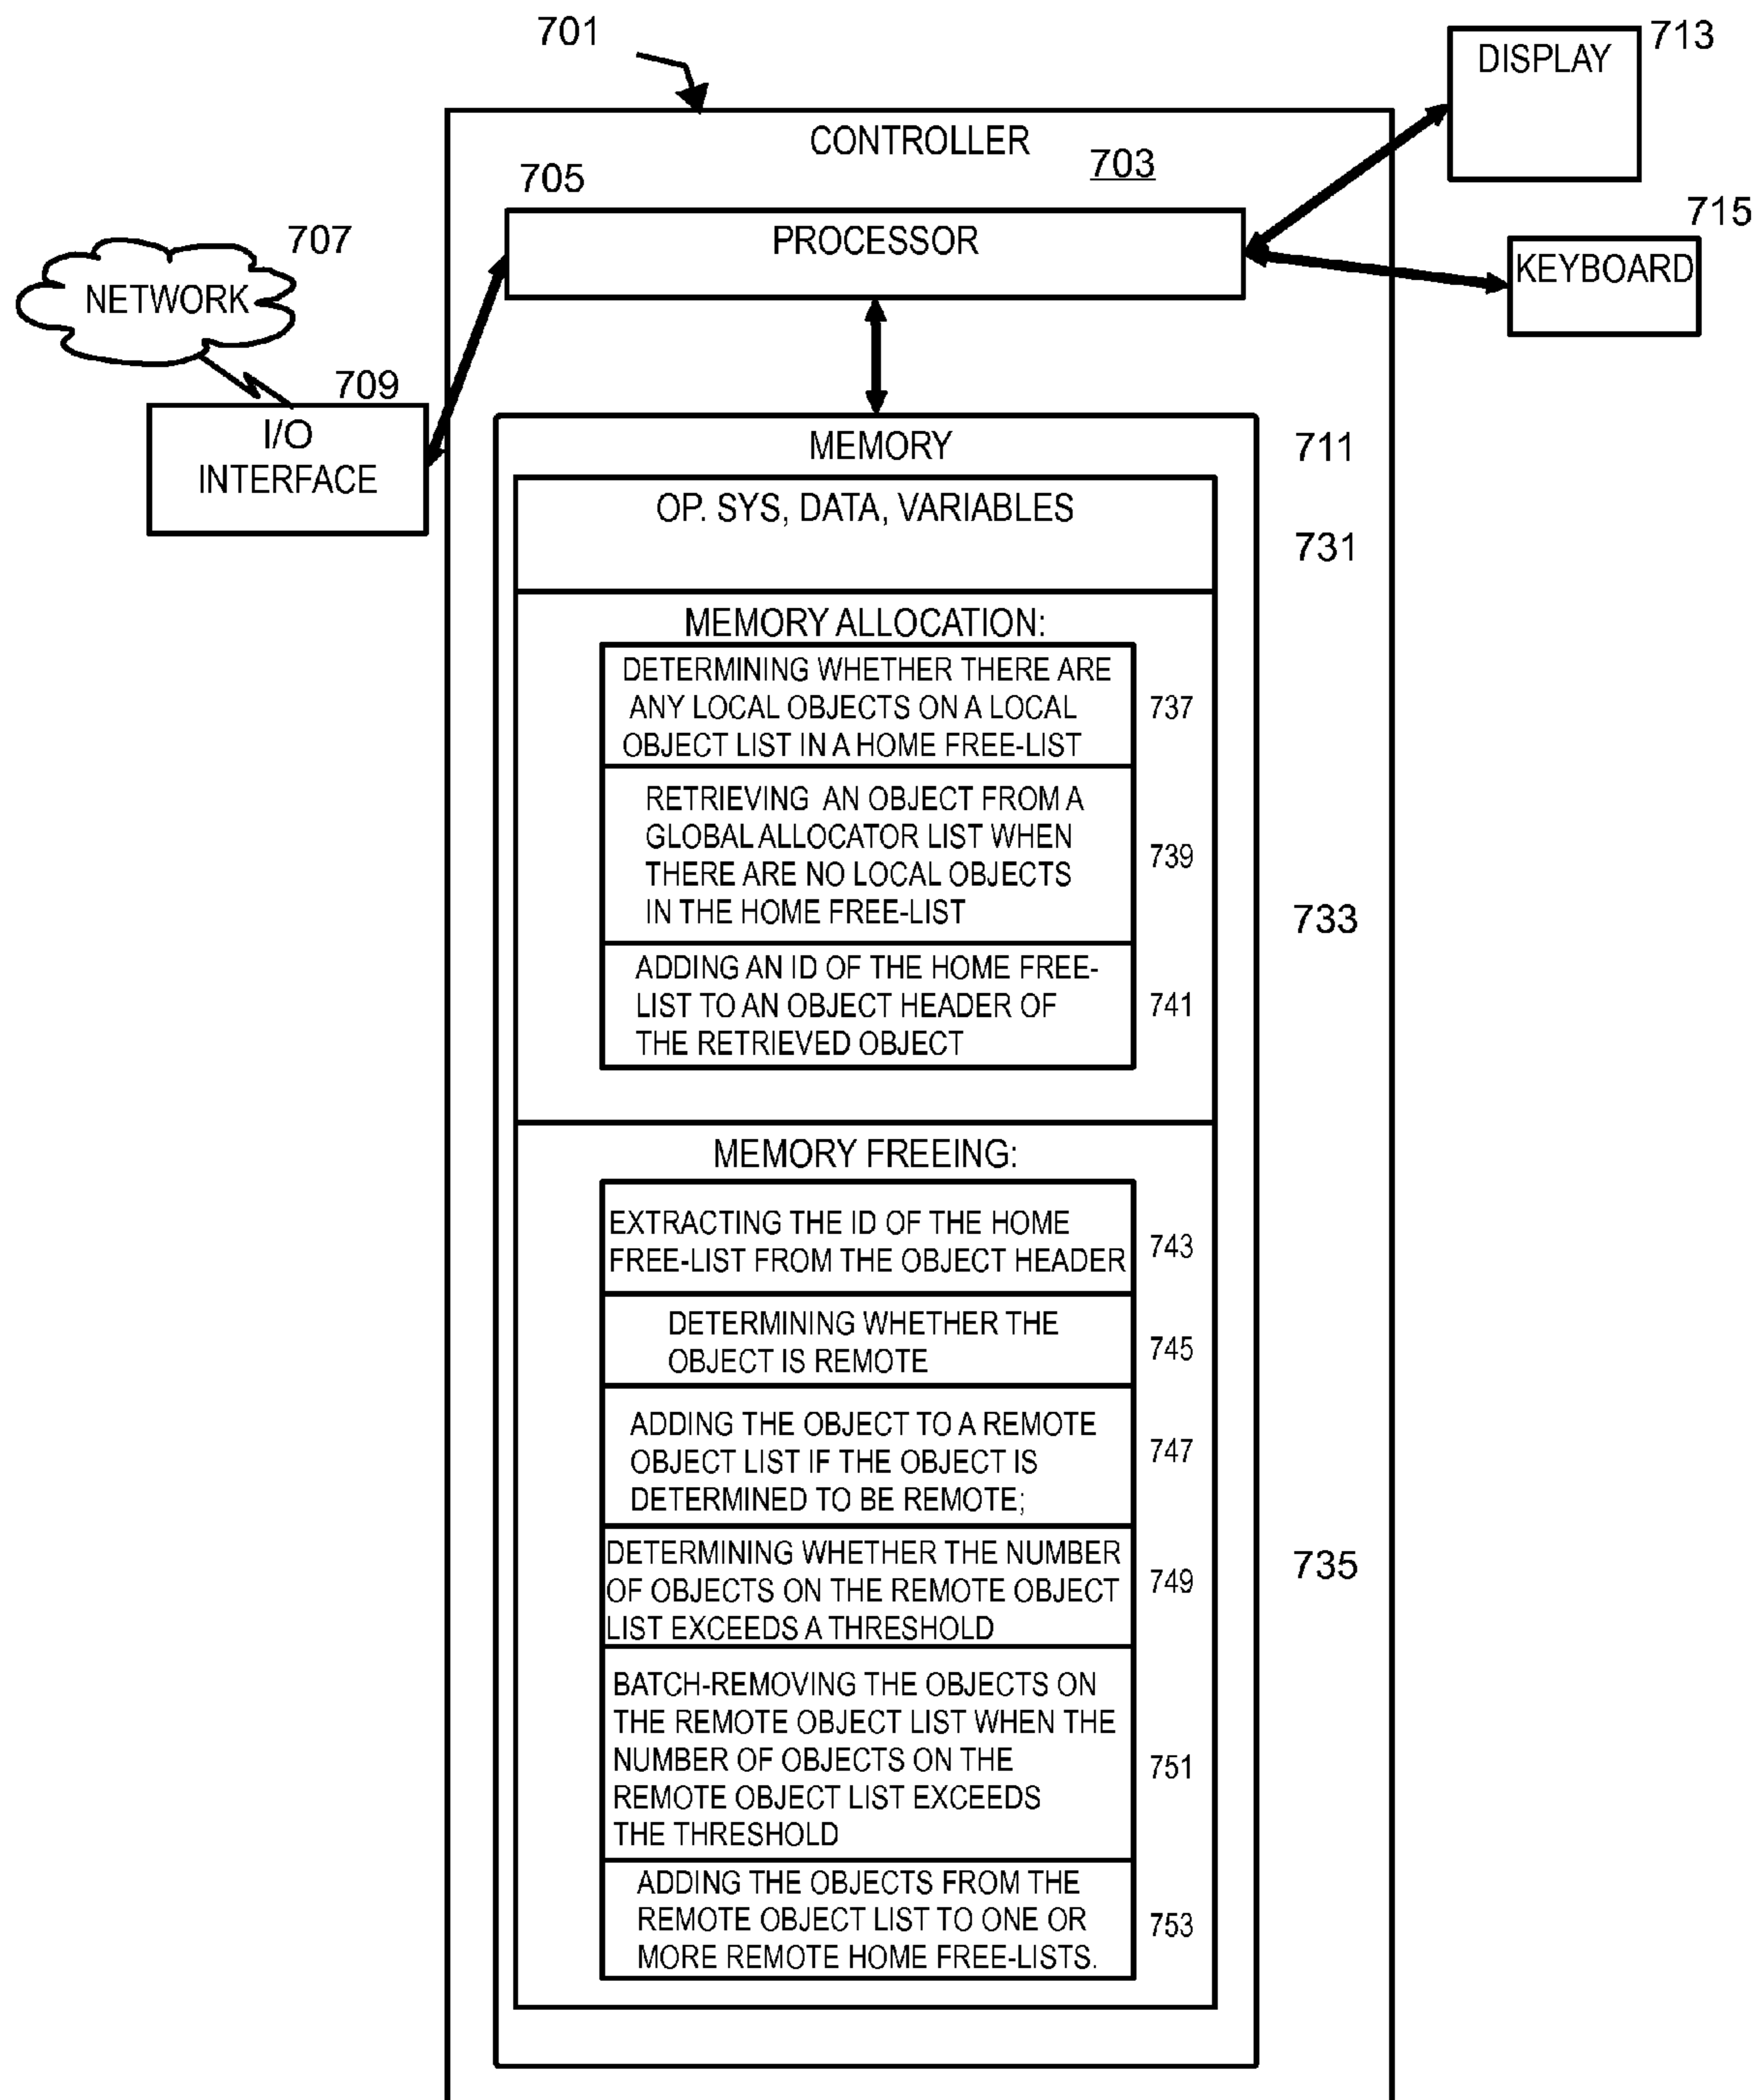 701
DISPLAY
713
CONTROLLER
703
705
PROCESSOR
715
KEYBOARD
707
NETWORK
709
I/O
INTERFACE
MEMORY
711
OP. SYS, DATA, VARIABLES
731
MEMORY ALLOCATION:
DETERMINING WHETHER THERE ARE
ANY LOCAL OBJECTS ON A LOCAL
OBJECT LIST IN A HOME FREE-LIST
737
RETRIEVING AN OBJECT FROM A
GLOBAL ALLOCATOR LIST WHEN
THERE ARE NO LOCAL OBJECTS
IN THE HOME FREE-LIST
739
733
ADDING AN ID OF THE HOME FREE-
LIST TO AN OBJECT HEADER OF
THE RETRIEVED OBJECT
741
MEMORY FREEING:
EXTRACTING THE ID OF THE HOME
FREE-LIST FROM THE OBJECT HEADER
743
DETERMINING WHETHER THE
OBJECT IS REMOTE
745
ADDING THE OBJECT TO A REMOTE
OBJECT LIST IF THE OBJECT IS
DETERMINED TO BE REMOTE;
747
DETERMINING WHETHER THE NUMBER
OF OBJECTS ON THE REMOTE OBJECT
LIST EXCEEDS A THRESHOLD
749
735
BATCH-REMOVING THE OBJECTS ON
THE REMOTE OBJECT LIST WHEN THE
NUMBER OF OBJECTS ON THE
REMOTE OBJECT LIST EXCEEDS
THE THRESHOLD
751
ADDING THE OBJECTS FROM THE
REMOTE OBJECT LIST TO ONE OR
MORE REMOTE HOME FREE-LISTS.
753